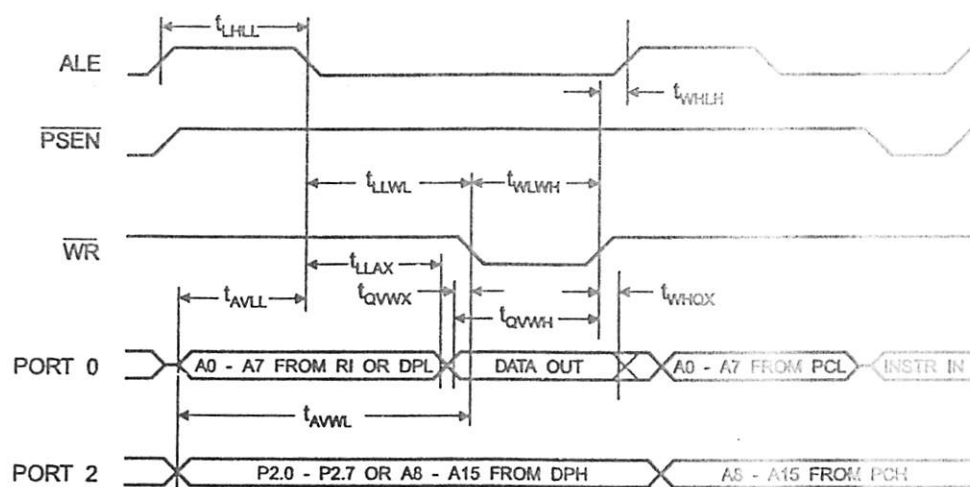 tLHLL
ALE
tWHLH
PSEN
tLLWL
tWLWH
WR
tLLAX
tQVWX
tWHQX
tAVLL
tQVWH
PORT 0
A0 - A7 FROM RI OR DPL
DATA OUT
A0 - A7 FROM PCL
INSTR IN
tAVWL
PORT 2
P2.0 - P2.7 OR A8 - A15 FROM DPH
A8 - A15 FROM PCH